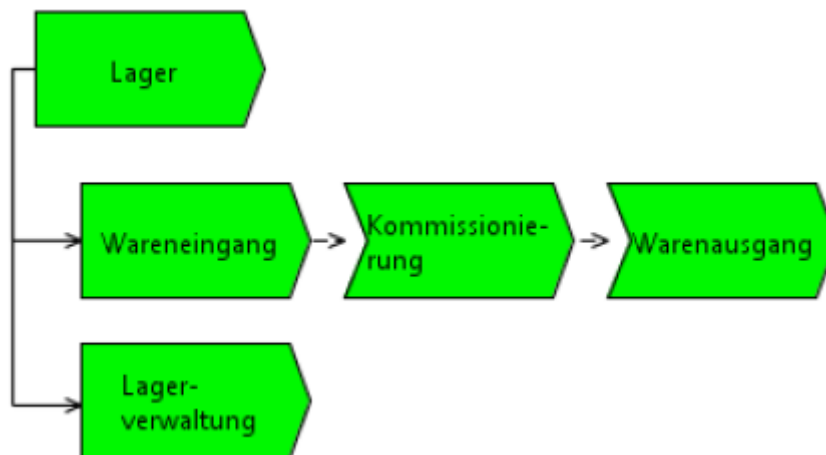 Lager
Wareneingang
Kommissionie-
rung
Warenausgang
Lager-
verwaltung